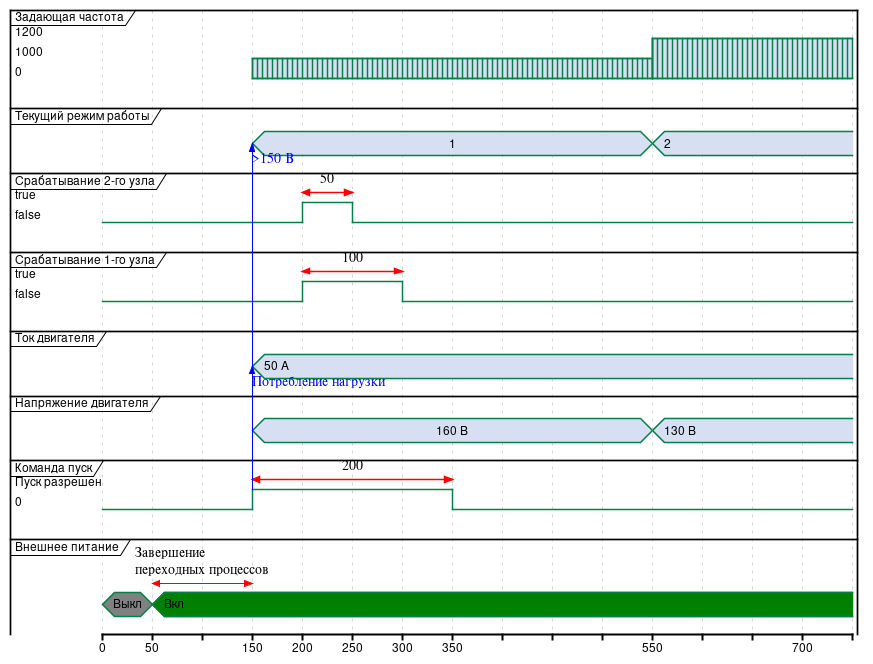 Задающая частота
1200
1000
0
Текущий режим работы
1
2
>150 В
Срабатывание 2-го узла
true
false
50
Срабатывание 1-го узла
true
false
100
Ток двигателя
50 А
Потребление нагрузки
Напряжение двигателя
160 В
130 В
Команда пуск
Пуск разрешен
0
200
Внешнее питание
Завершение
переходных процессов
Выкл
Вкл
0 50 150 200 250 300 350 550 700